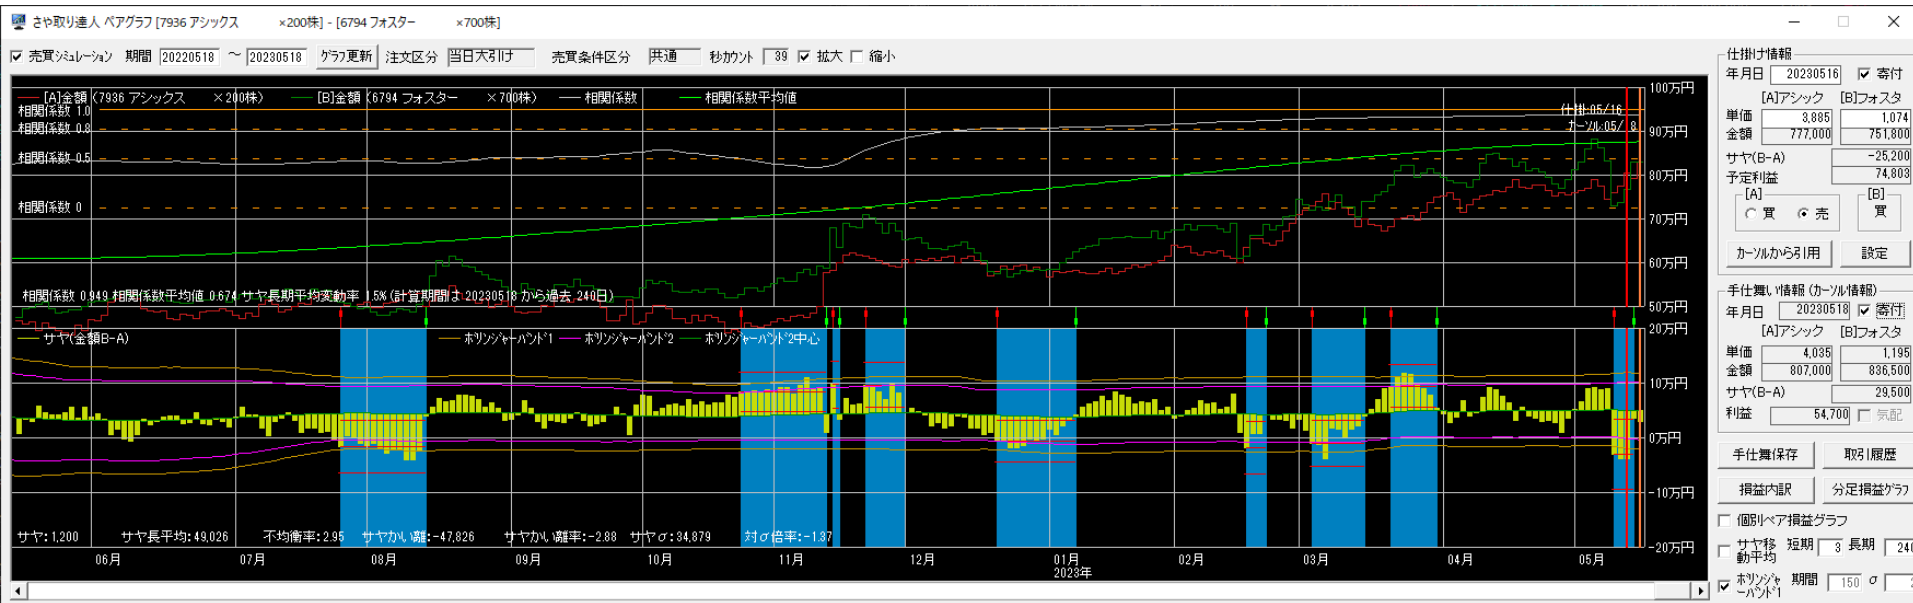 さや取り達人 ペアグラフ [7936 アシックス ×200株] - [6794 フォスター ×700株]
売買シミュレーション 期間 20220518 ～ 20230518 グラフ更新 注文区分 当日大引け 売買条件区分 共通 秒カウント 39 拡大 縮小
[A]金額 (7936 アシックス ×200株) [B]金額 (6794 フォスター ×700株) 相関係数 相関係数平均値
相関係数 1.0
相関係数 0.8
相関係数 0.5
相関係数 0
仕掛:05/16
カーソル:05/ 8
100万円
90万円
80万円
70万円
60万円
50万円
相関係数 0.949 相関係数平均値 0.674 サヤ長期平均変動率 1.5% (計算期間は 20230518 から過去 240日)
サヤ(金額B-A) ボリンジャーバンド1 ボリンジャーバンド2 ボリンジャーバンド2中心
20万円
10万円
0万円
-10万円
-20万円
サヤ:1,200 サヤ長平均:49,026 不均衡率:2.95 サヤかい離:-47,826 サヤかい離率:-2.88 サヤσ:34,879 対σ倍率:-1.37
06月 07月 08月 09月 10月 11月 12月 01月 02月 03月 04月 05月
2023年
仕掛け情報
年月日 20230516 寄付
[A]アシック [B]フォスタ
単価 3,885 1,074
金額 777,000 751,800
サヤ(B-A) -25,200
予定利益 74,803
[A] [B]
買 売 買
カーソルから引用 設定
手仕舞い情報 (カーソル情報)
年月日 20230518 寄付
[A]アシック [B]フォスタ
単価 4,035 1,195
金額 807,000 836,500
サヤ(B-A) 29,500
利益 54,700 気配
手仕舞保存 取引履歴
損益内訳 分足損益グラフ
個別ペア損益グラフ
サヤ移動平均 短期 3 長期 240
ボリンジャーバンド1 期間 150 σ